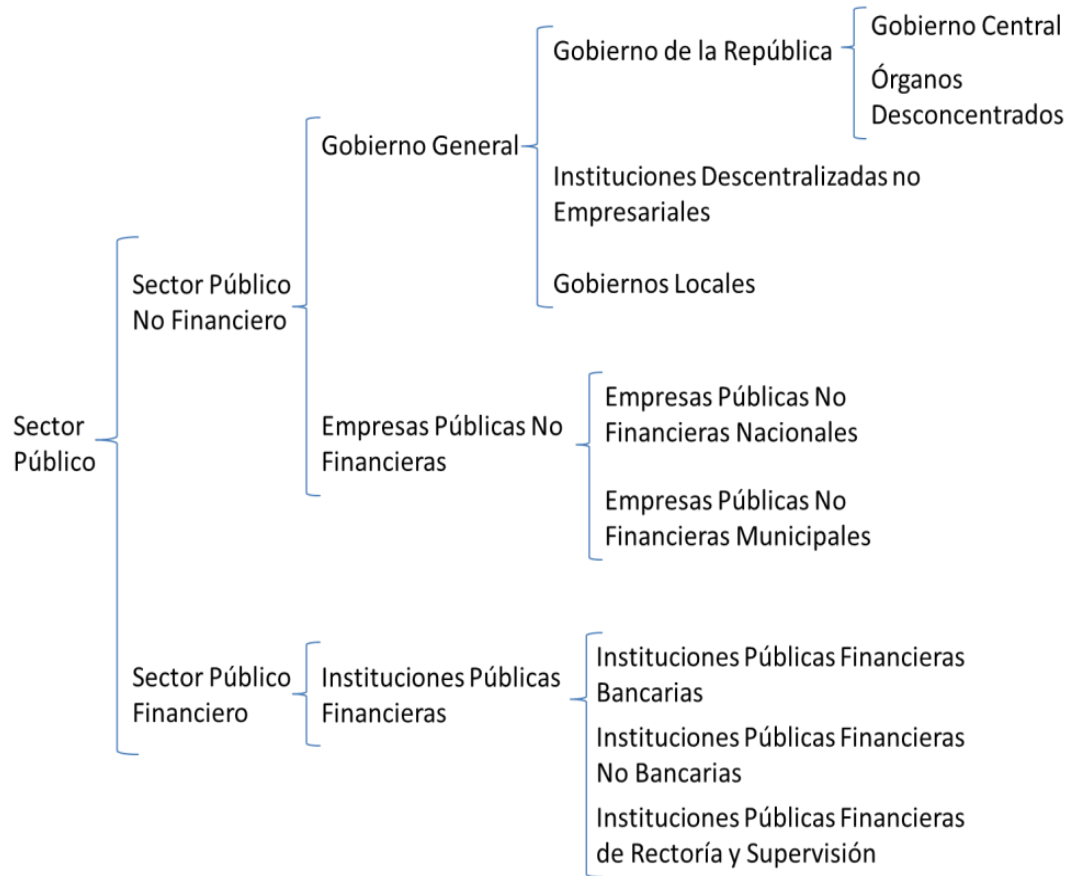 Gobierno Central
Gobierno de la República
Órganos
Desconcentrados
Gobierno General
Instituciones Descentralizadas no
Empresariales
Sector Público
No Financiero
Gobiernos Locales
Empresas Públicas No
Financieras Nacionales
Sector
Público
Empresas Públicas No
Financieras
Empresas Públicas No
Financieras Municipales
Sector Público
Financiero
Instituciones Públicas
Financieras
Instituciones Públicas Financieras
Bancarias
Instituciones Públicas Financieras
No Bancarias
Instituciones Públicas Financieras
de Rectoría y Supervisión